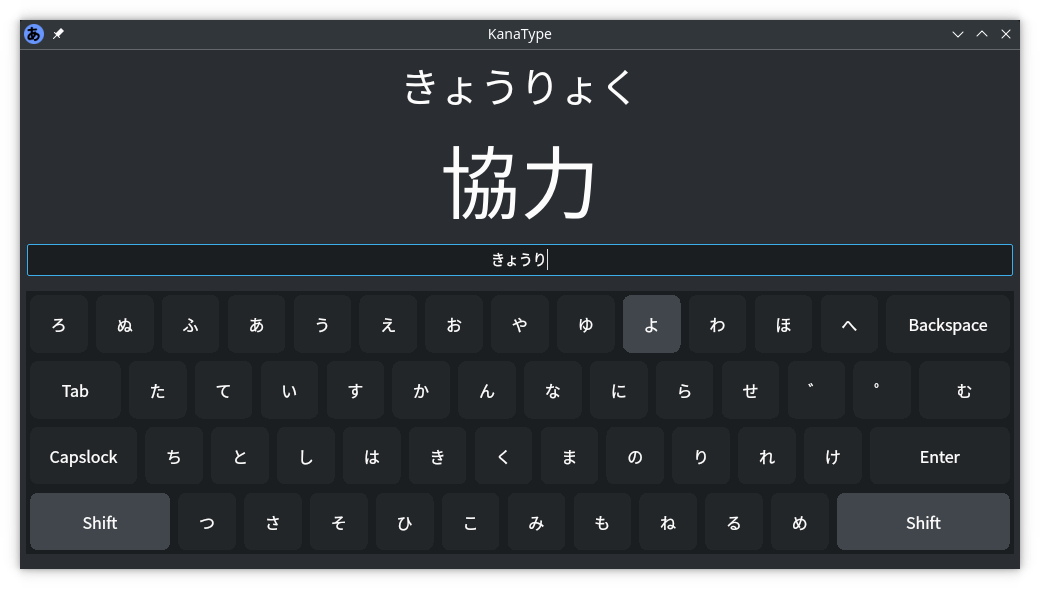 あ KanaType
きょうりょく
協力
きょうり
ろ ぬ ふ あ う え お や ゆ よ わ ほ へ Backspace
Tab た て い す か ん な に ら せ ゛ ゜ む
Capslock ち と し は き く ま の り れ け Enter
Shift つ さ そ ひ こ み も ね る め Shift